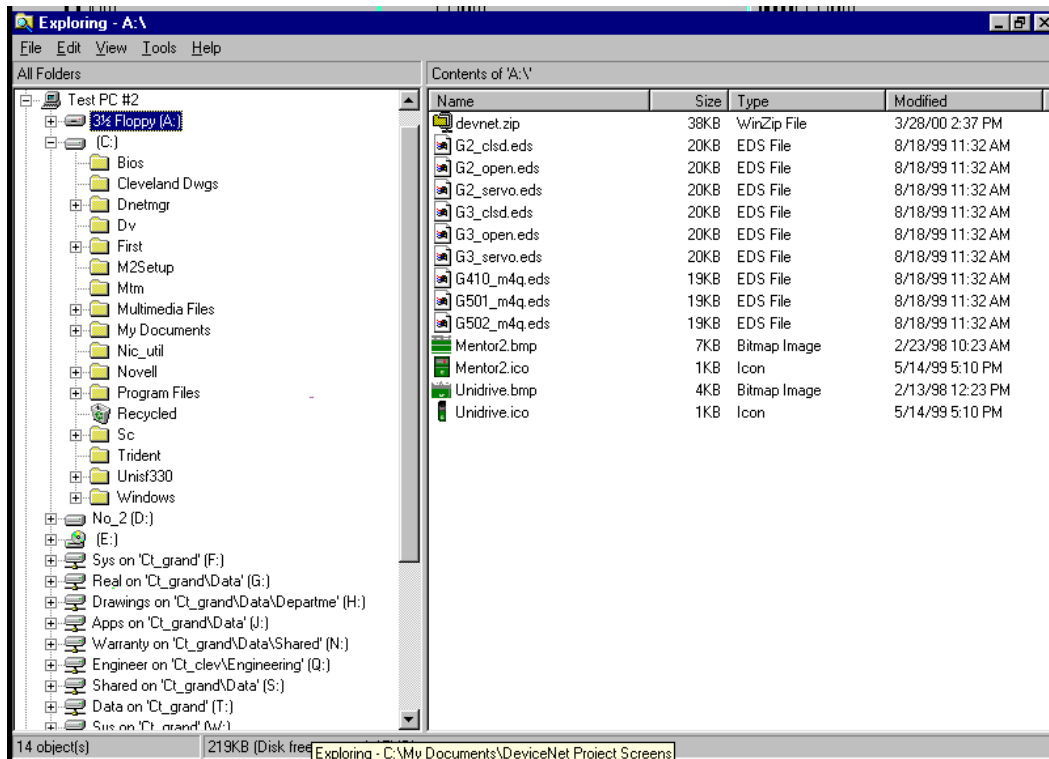 Exploring - A:\
File Edit View Tools Help
All Folders Contents of 'A:\'
Test PC #2
3½ Floppy (A:)
(C:)
Bios
Cleveland Dwgs
Dnetmgr
Dv
First
M2Setup
Mtm
Multimedia Files
My Documents
Nic_util
Novell
Program Files
Recycled
Sc
Trident
Unisf330
Windows
No_2 (D:)
(E:)
Sys on 'Ct_grand' (F:)
Real on 'Ct_grand\Data' (G:)
Drawings on 'Ct_grand\Data\Departme' (H:)
Apps on 'Ct_grand\Data' (J:)
Warranty on 'Ct_grand\Data\Shared' (N:)
Engineer on 'Ct_clev\Engineering' (Q:)
Shared on 'Ct_grand\Data' (S:)
Data on 'Ct_grand' (T:)
Sys on 'Ct_grand' (W:)
Name Size Type Modified
devnet.zip 38KB WinZip File 3/28/00 2:37 PM
G2_clsd.eds 20KB EDS File 8/18/99 11:32 AM
G2_open.eds 20KB EDS File 8/18/99 11:32 AM
G2_servo.eds 20KB EDS File 8/18/99 11:32 AM
G3_clsd.eds 20KB EDS File 8/18/99 11:32 AM
G3_open.eds 20KB EDS File 8/18/99 11:32 AM
G3_servo.eds 20KB EDS File 8/18/99 11:32 AM
G410_m4q.eds 19KB EDS File 8/18/99 11:32 AM
G501_m4q.eds 19KB EDS File 8/18/99 11:32 AM
G502_m4q.eds 19KB EDS File 8/18/99 11:32 AM
Mentor2.bmp 7KB Bitmap Image 2/23/98 10:23 AM
Mentor2.ico 1KB Icon 5/14/99 5:10 PM
Unidrive.bmp 4KB Bitmap Image 2/13/98 12:23 PM
Unidrive.ico 1KB Icon 5/14/99 5:10 PM
14 object(s) 219KB (Disk free
Exploring - C:\My Documents\DeviceNet Project Screens